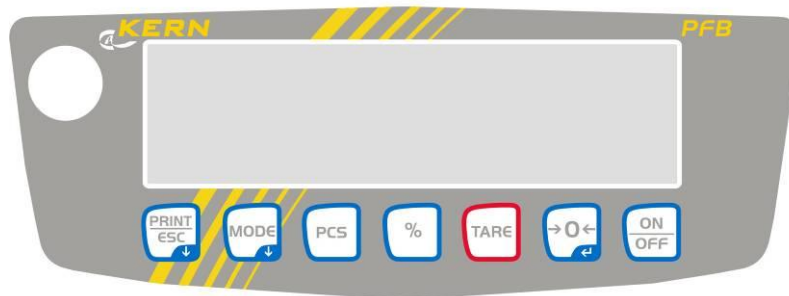 KERN PFB
PRINT MODE PCS % TARE →0← ON
ESC OFF